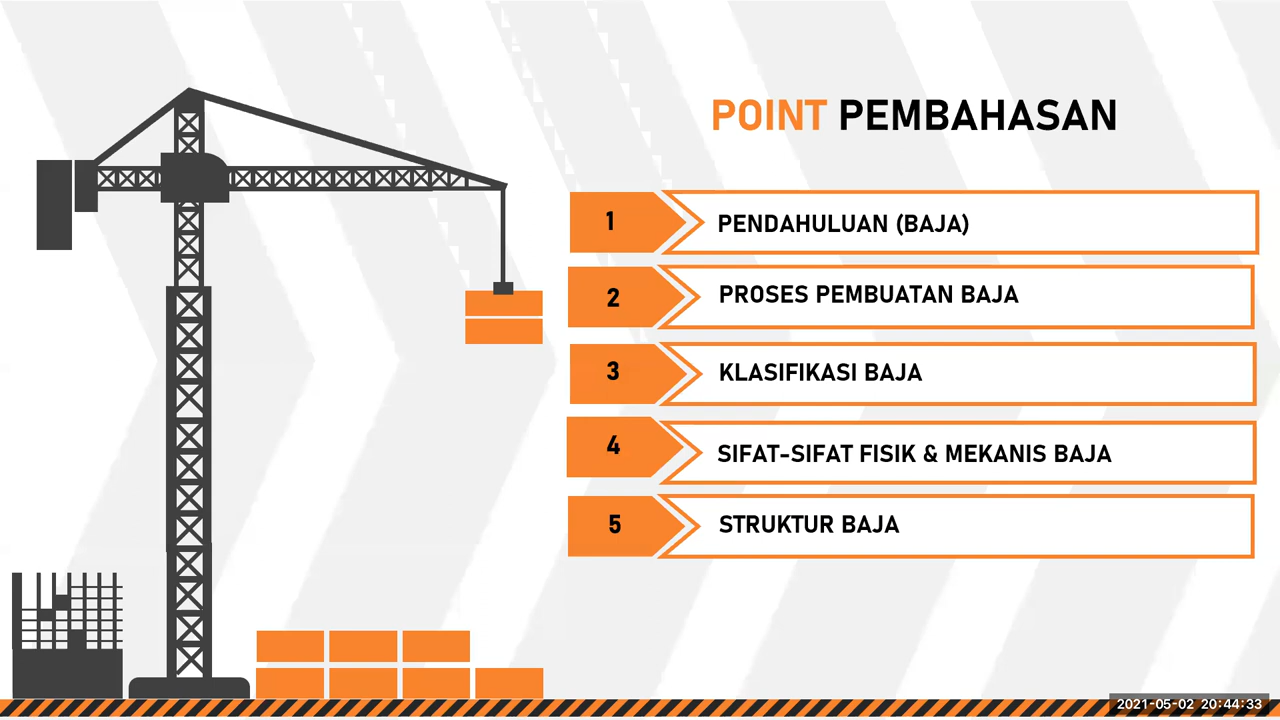 POINT PEMBAHASAN
1 PENDAHULUAN (BAJA)
2 PROSES PEMBUATAN BAJA
3 KLASIFIKASI BAJA
4 SIFAT-SIFAT FISIK & MEKANIS BAJA
5 STRUKTUR BAJA
2021-05-02 20:44:33